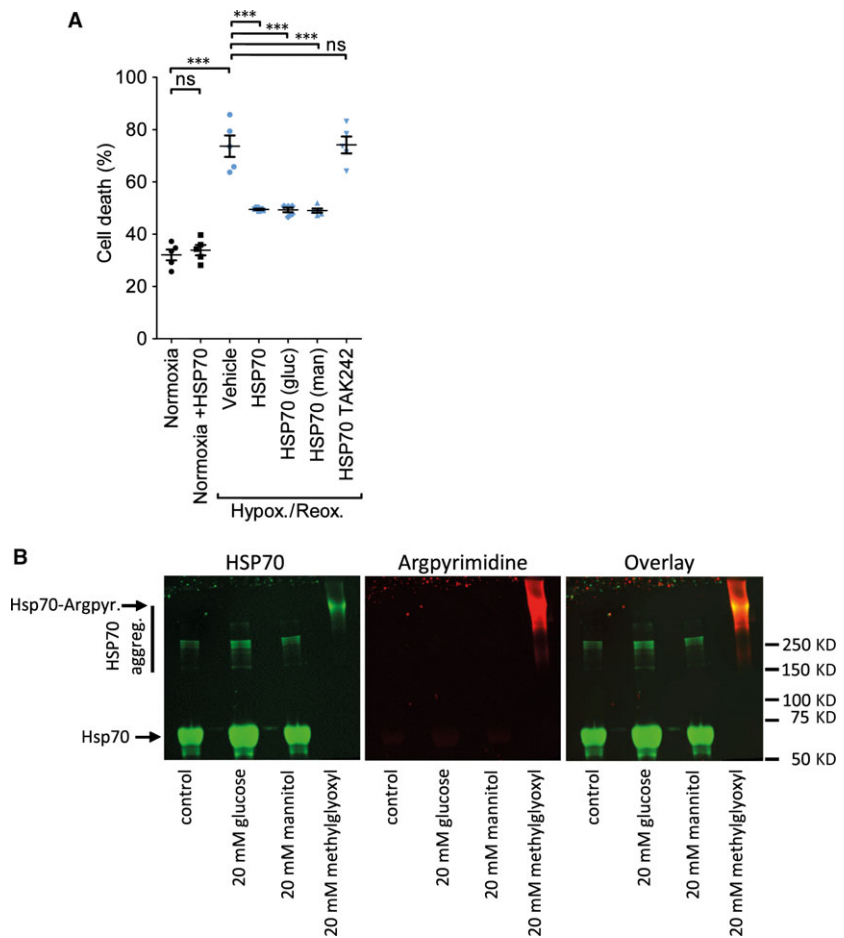 A
***
***
***
ns
***
ns
100
80
60
40
20
0
Cell death (%)
Normoxia
Normoxia +HSP70
Vehicle
HSP70
HSP70 (gluc)
HSP70 (man)
HSP70 TAK242
Hypox./Reox.
B
HSP70 Argpyrimidine Overlay
Hsp70-Argpyr.
HSP70
aggreg.
Hsp70
250 KD
150 KD
100 KD
75 KD
50 KD
control
20 mM glucose
20 mM mannitol
20 mM methylglyoxyl
control
20 mM glucose
20 mM mannitol
20 mM methylglyoxyl
control
20 mM glucose
20 mM mannitol
20 mM methylglyoxyl